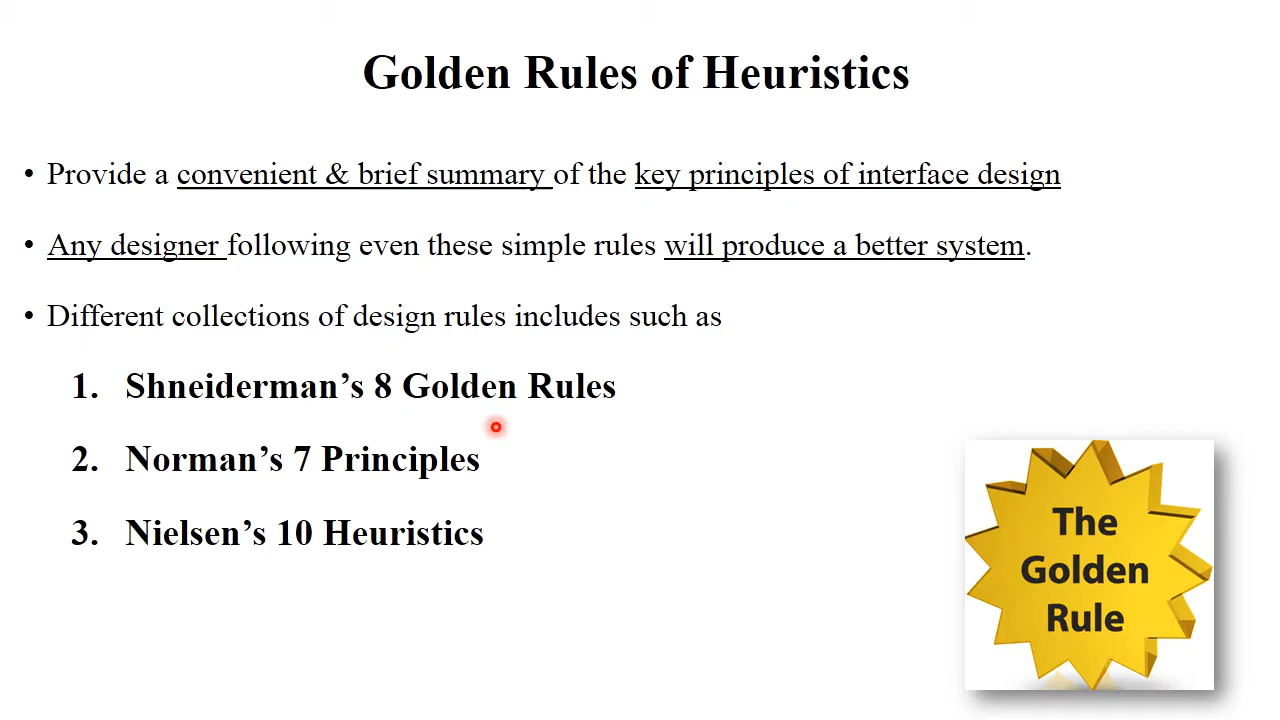 Golden Rules of Heuristics
• Provide a convenient & brief summary of the key principles of interface design
• Any designer following even these simple rules will produce a better system.
• Different collections of design rules includes such as
1. Shneiderman’s 8 Golden Rules
2. Norman’s 7 Principles
3. Nielsen’s 10 Heuristics
The
Golden
Rule